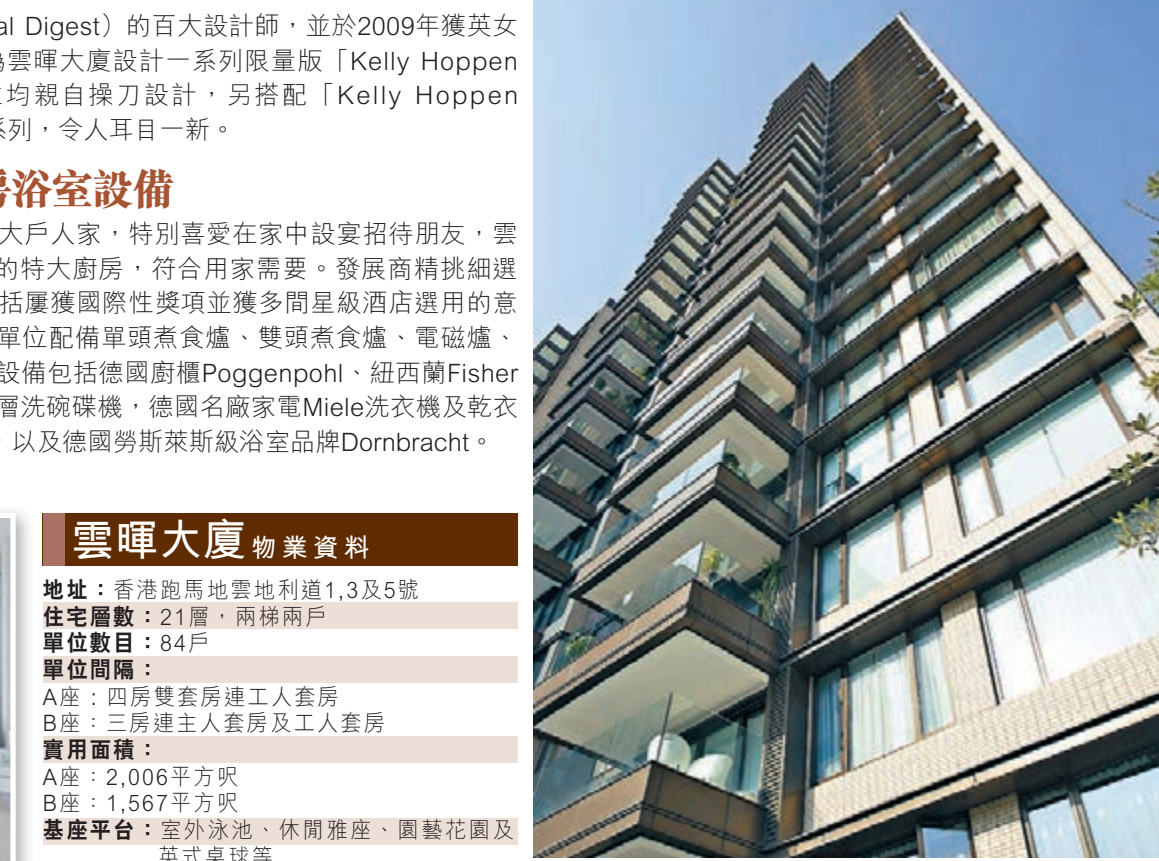 al Digest）的百大設計師，並於2009年獲英女
雲暉大廈設計一系列限量版「Kelly Hoppen
均親自操刀設計，另搭配「Kelly Hoppen
系列，令人耳目一新。
浴室設備
大戶人家，特別喜愛在家中設宴招待朋友，雲
的特大廚房，符合用家需要。發展商精挑細選
括屢獲國際性獎項並獲多間星級酒店選用的意
單位配備單頭煮食爐、雙頭煮食爐、電磁爐、
設備包括德國廚櫃Poggenpohl、紐西蘭Fisher
層洗碗碟機，德國名廠家電Miele洗衣機及乾衣
，以及德國勞斯萊斯級浴室品牌Dornbracht。
雲暉大廈物業資料
地址：香港跑馬地雲地利道1,3及5號
住宅層數：21層，兩梯兩戶
單位數目：84戶
單位間隔：
A座：四房雙套房連工人套房
B座：三房連主人套房及工人套房
實用面積：
A座：2,006平方呎
B座：1,567平方呎
基座平台：室外泳池、休閒雅座、園藝花園及
英式桌球等